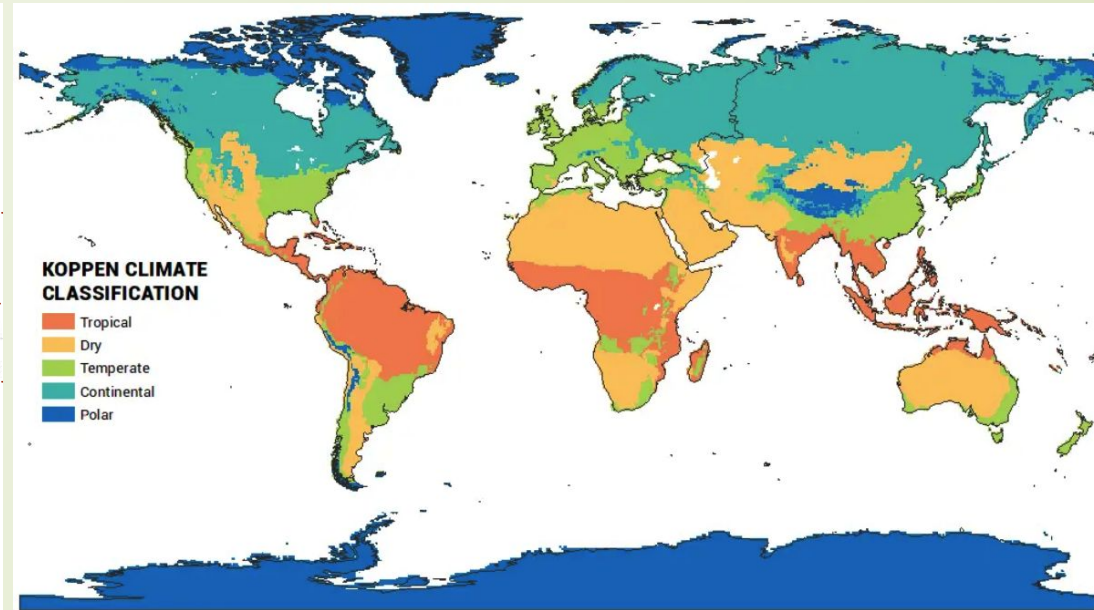 KOPPEN CLIMATE
CLASSIFICATION
Tropical
Dry
Temperate
Continental
Polar